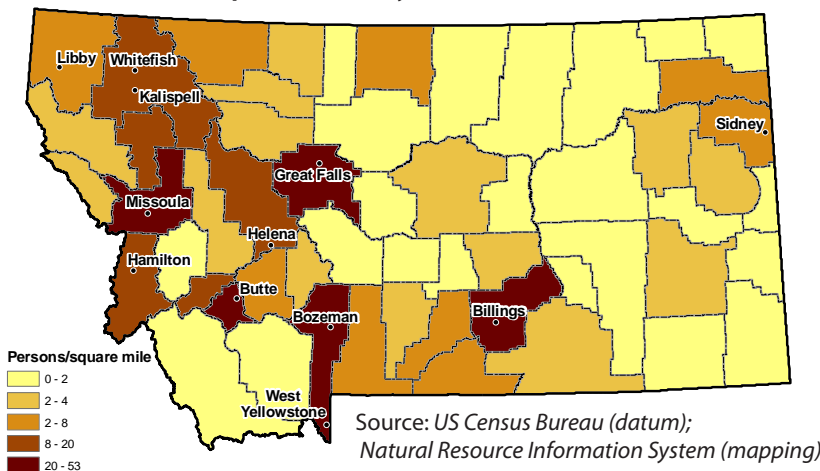 Libby
Whitefish
Kalispell
Sidney
Great Falls
Missoula
Helena
Hamilton
Butte
Bozeman
Billings
West
Yellowstone
Persons/square mile
0 - 2
2 - 4
2 - 8
8 - 20
20 - 53
Source: US Census Bureau (datum);
Natural Resource Information System (mapping)